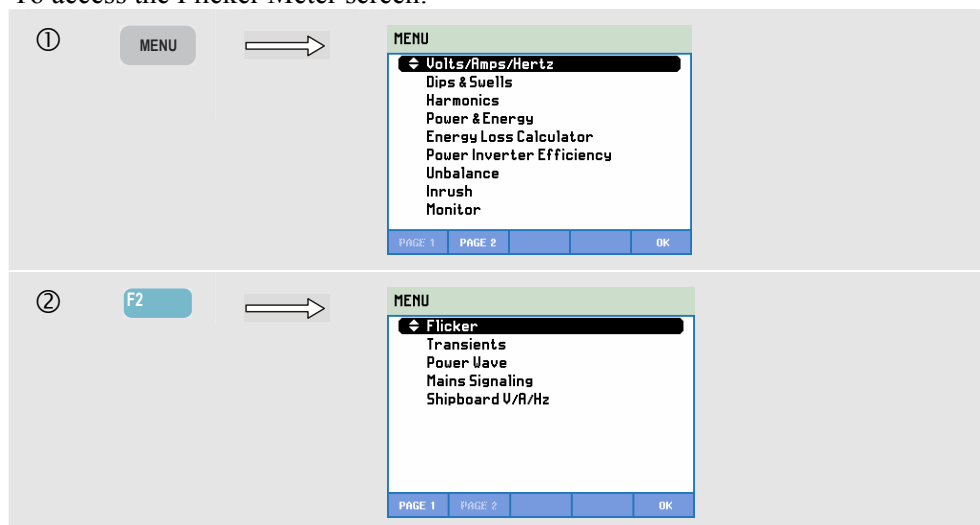 To access the Flicker Meter screen:
①
MENU
MENU
Volts/Amps/Hertz
Dips & Swells
Harmonics
Power & Energy
Energy Loss Calculator
Power Inverter Efficiency
Unbalance
Inrush
Monitor
PAGE 1 PAGE 2 OK
②
F2
MENU
Flicker
Transients
Power Wave
Mains Signaling
Shipboard V/A/Hz
PAGE 1 PAGE 2 OK